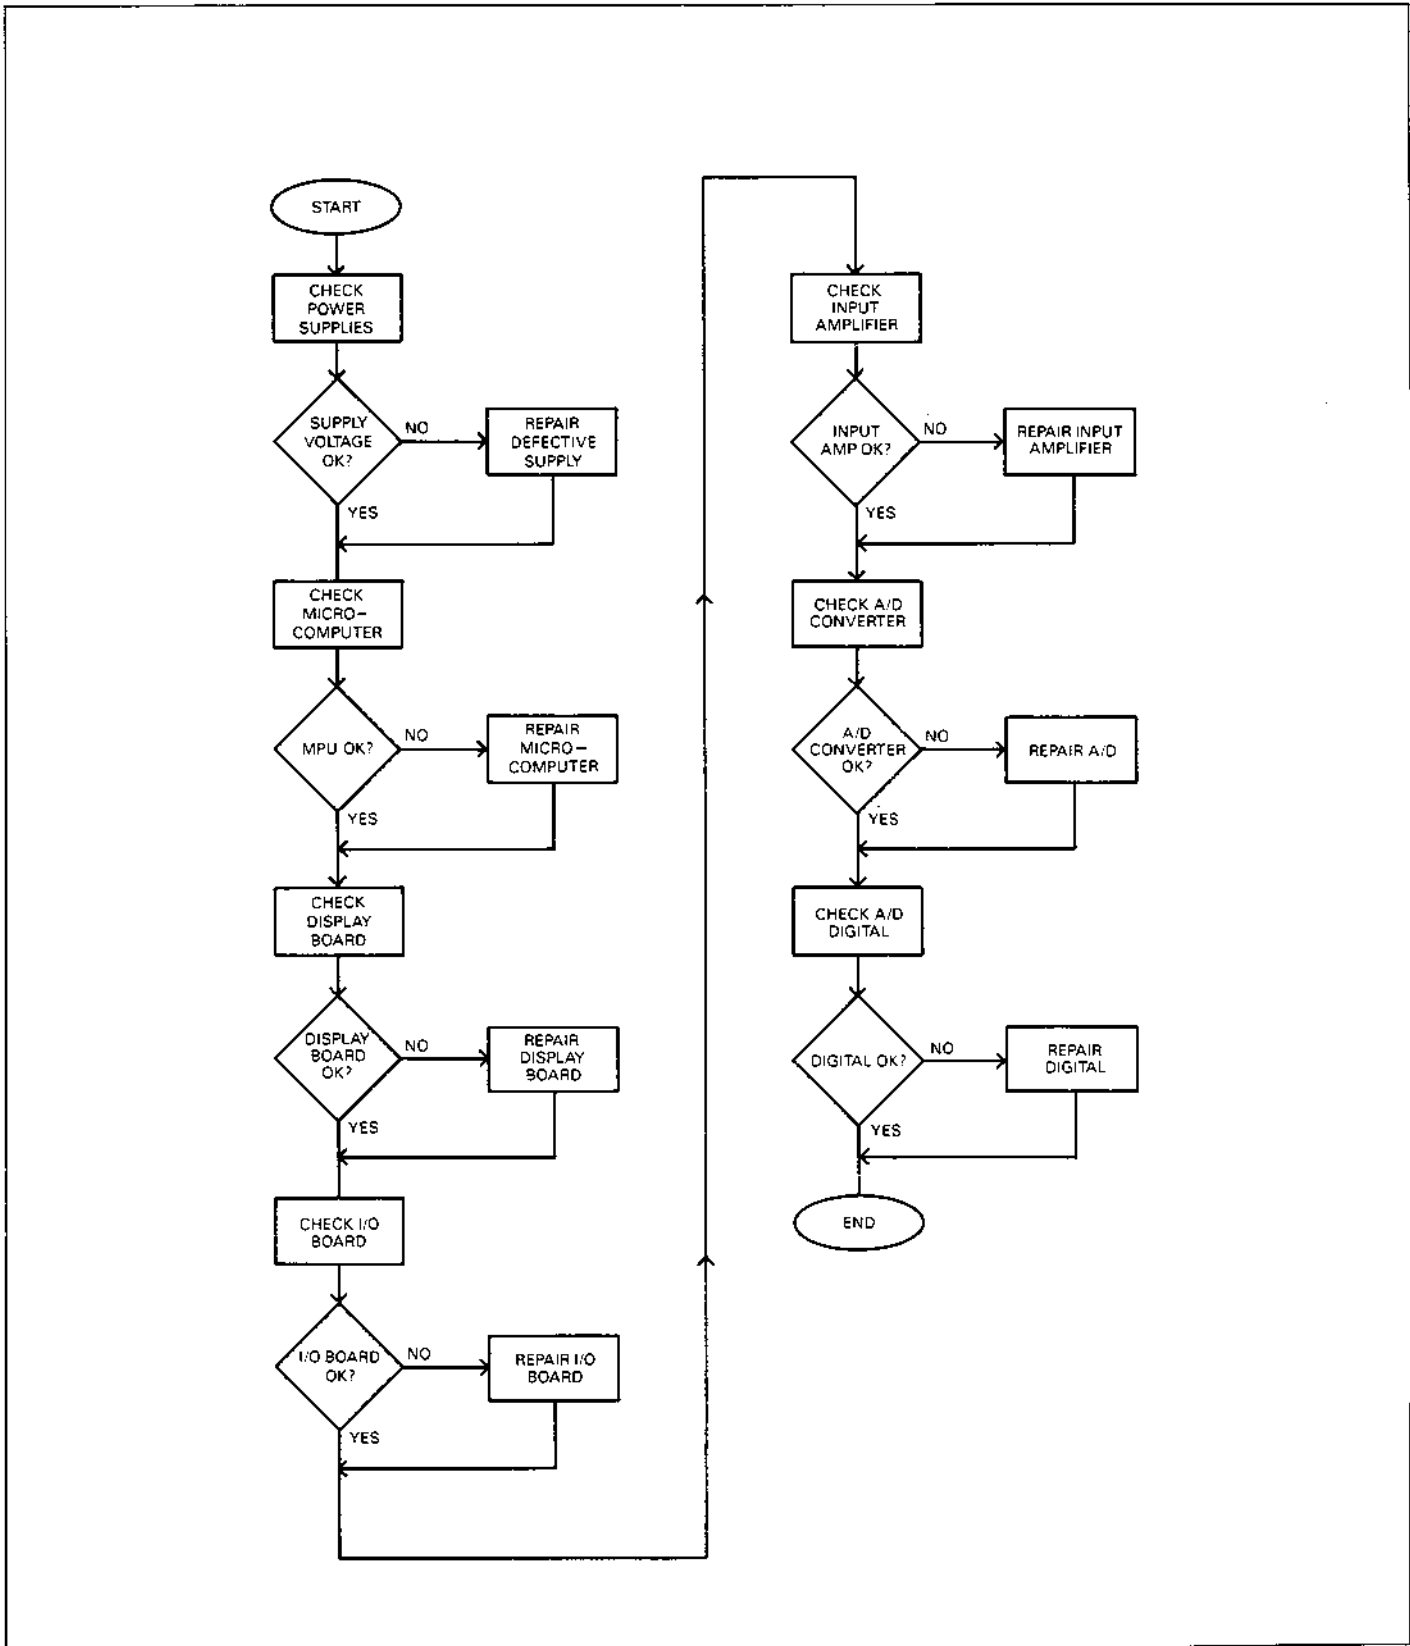 START
CHECK
POWER
SUPPLIES
SUPPLY
VOLTAGE
OK?
NO
REPAIR
DEFECTIVE
SUPPLY
YES
CHECK
MICRO-
COMPUTER
MPU OK?
NO
REPAIR
MICRO-
COMPUTER
YES
CHECK
DISPLAY
BOARD
DISPLAY
BOARD
OK?
NO
REPAIR
DISPLAY
BOARD
YES
CHECK I/O
BOARD
I/O BOARD
OK?
NO
REPAIR I/O
BOARD
YES
CHECK
INPUT
AMPLIFIER
INPUT
AMP OK?
NO
REPAIR INPUT
AMPLIFIER
YES
CHECK A/D
CONVERTER
A/D
CONVERTER
OK?
NO
REPAIR A/D
YES
CHECK A/D
DIGITAL
DIGITAL OK?
NO
REPAIR
DIGITAL
YES
END